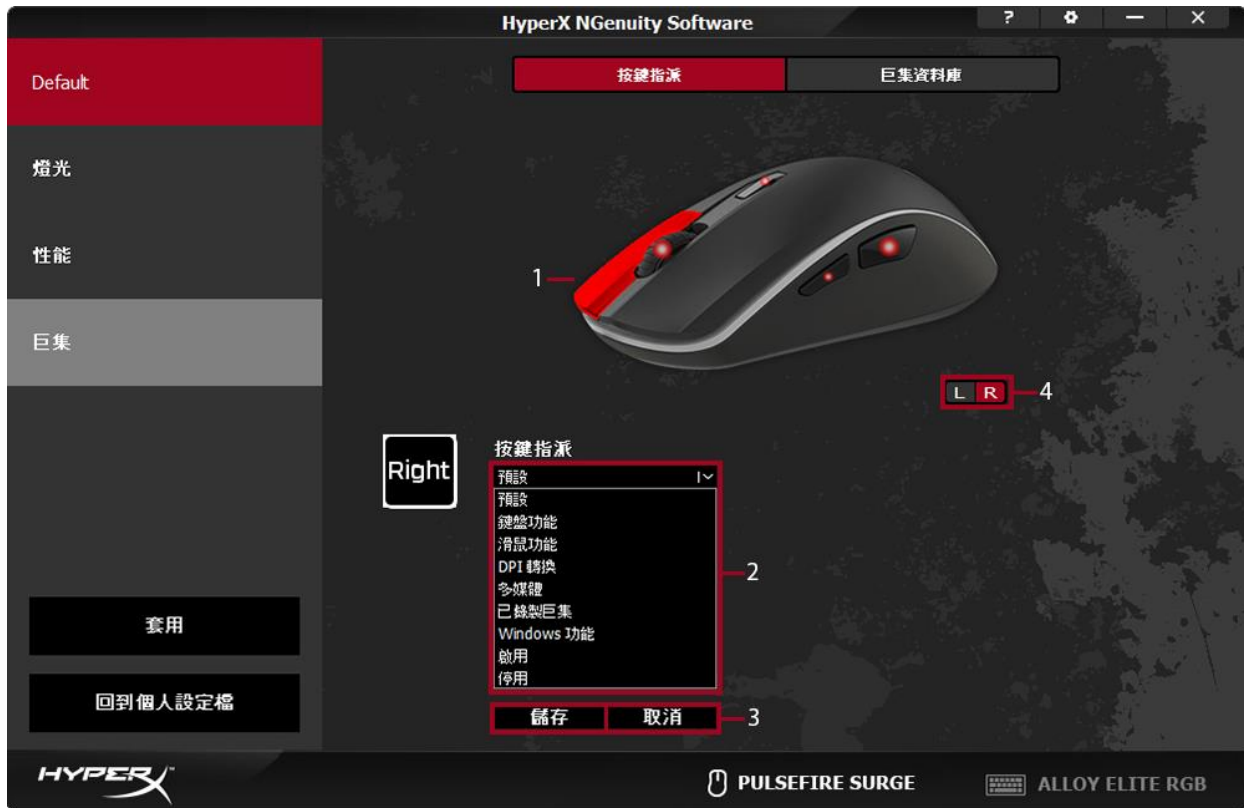 HyperX NGenuity Software
?
Default
按鍵指派
巨集資料庫
燈光
性能
巨集
1
L R
4
Right
按鍵指派
預設
預設
鍵盤功能
滑鼠功能
DPI 轉換
多媒體
已錄製巨集
Windows 功能
啟用
停用
2
儲存
取消
3
套用
回到個人設定檔
HYPERX
PULSEFIRE SURGE
ALLOY ELITE RGB